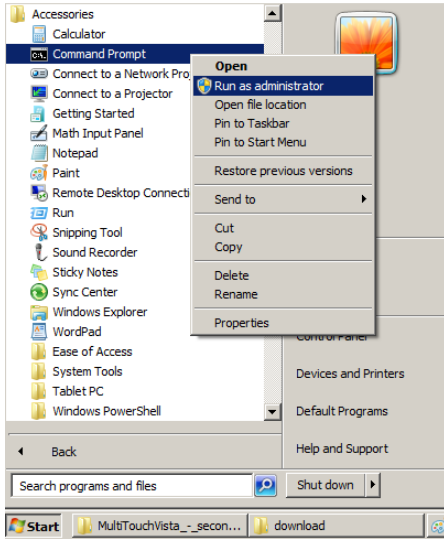 Accessories
Calculator
Command Prompt
Connect to a Network Pro
Connect to a Projector
Getting Started
Math Input Panel
Notepad
Paint
Remote Desktop Connecti
Run
Snipping Tool
Sound Recorder
Sticky Notes
Sync Center
Windows Explorer
WordPad
Ease of Access
System Tools
Tablet PC
Windows PowerShell
Back
Search programs and files
Open
Run as administrator
Open file location
Pin to Taskbar
Pin to Start Menu
Restore previous versions
Send to
Cut
Copy
Delete
Rename
Properties
Control Panel
Devices and Printers
Default Programs
Help and Support
Shut down
Start
MultiTouchVista_-_secon...
download